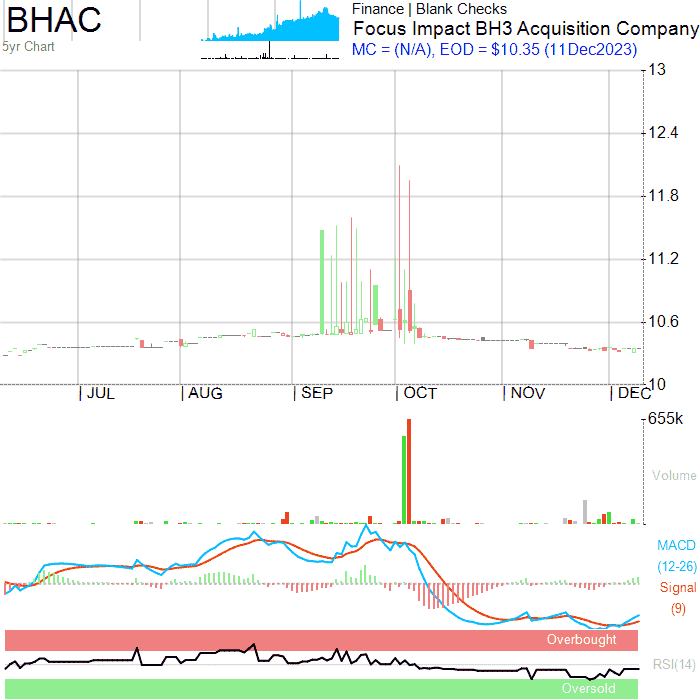 BHAC
5yr Chart
Finance | Blank Checks
Focus Impact BH3 Acquisition Company
MC = (N/A), EOD = $10.35 (11Dec2023)
13
12.4
11.8
11.2
10.6
10
JUL
AUG
SEP
OCT
NOV
DEC
655k
Volume
MACD
(12-26)
Signal
(9)
Overbought
RSI(14)
Oversold